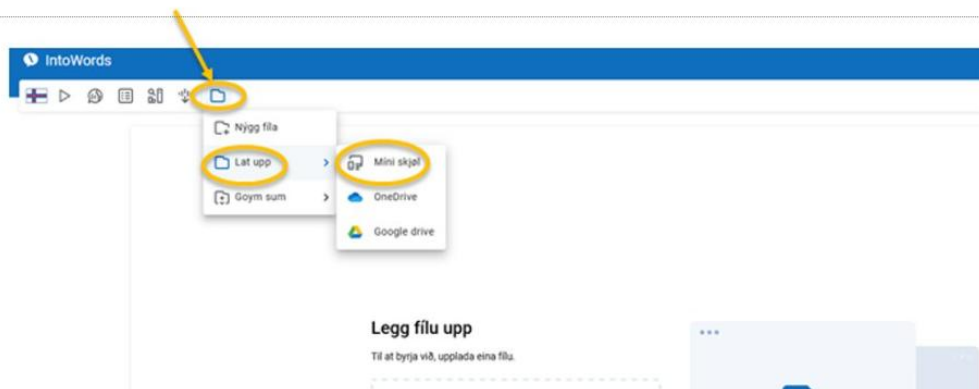 IntoWords
Nýgg fíla
Lat upp
Míni skjøl
Goym sum
OneDrive
Google drive
Legg fílu upp
Til at byrja við, upplada eina fílu.